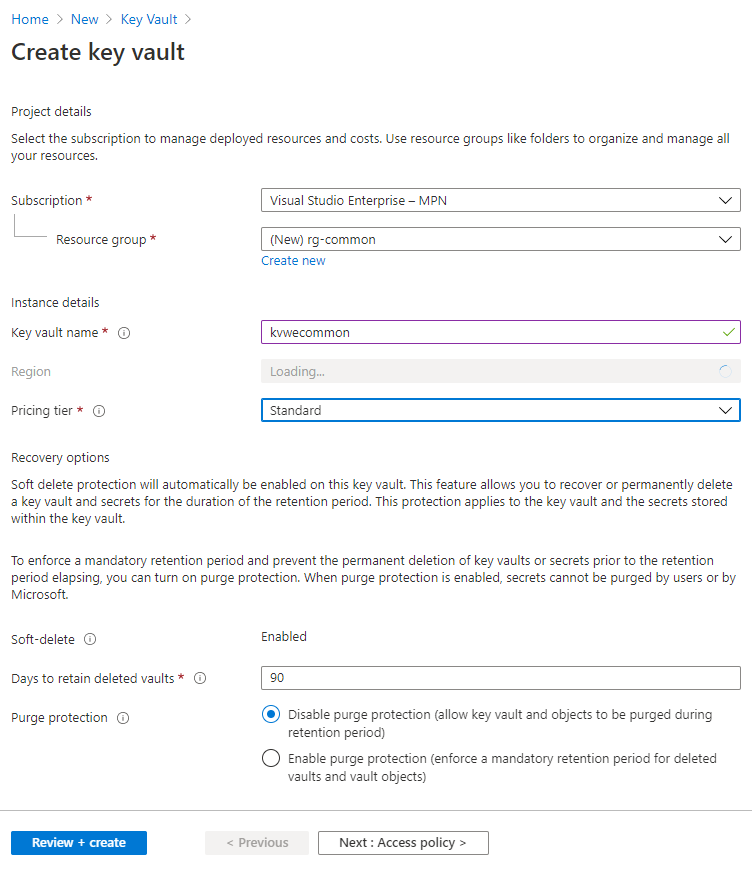 Home > New > Key Vault >
Create key vault
Project details
Select the subscription to manage deployed resources and costs. Use resource groups like folders to organize and manage all
your resources.
Subscription *
Visual Studio Enterprise – MPN
Resource group *
(New) rg-common
Create new
Instance details
Key vault name *
kvwecommon
Region
Loading...
Pricing tier *
Standard
Recovery options
Soft delete protection will automatically be enabled on this key vault. This feature allows you to recover or permanently delete
a key vault and secrets for the duration of the retention period. This protection applies to the key vault and the secrets stored
within the key vault.
To enforce a mandatory retention period and prevent the permanent deletion of key vaults or secrets prior to the retention
period elapsing, you can turn on purge protection. When purge protection is enabled, secrets cannot be purged by users or by
Microsoft.
Soft-delete
Enabled
Days to retain deleted vaults *
90
Purge protection
Disable purge protection (allow key vault and objects to be purged during
retention period)
Enable purge protection (enforce a mandatory retention period for deleted
vaults and vault objects)
Review + create
< Previous
Next : Access policy >